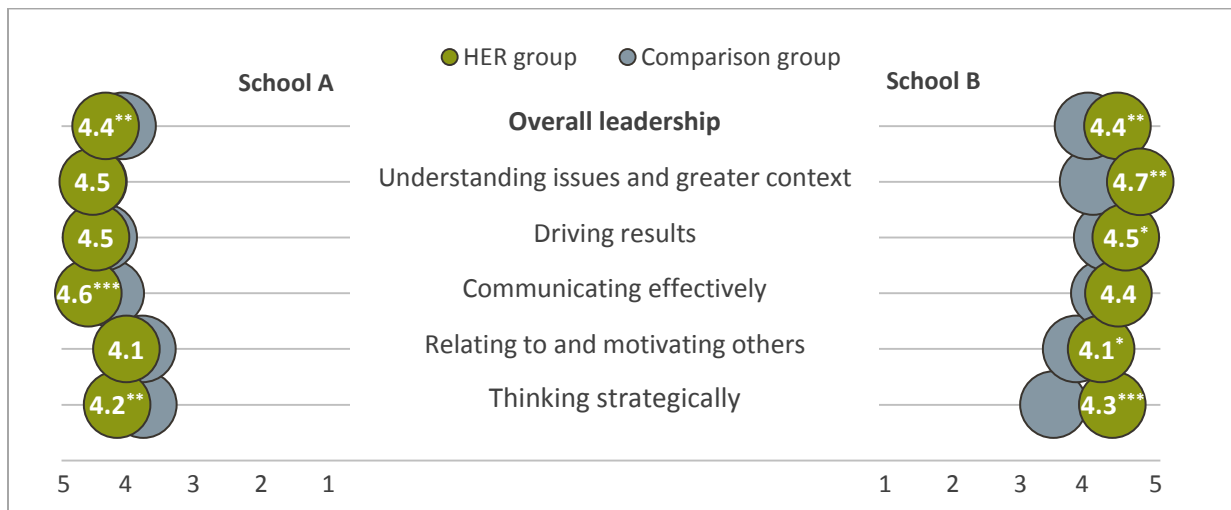 HER group Comparison group
School A School B
4.4** Overall leadership 4.4**
4.5 Understanding issues and greater context 4.7**
4.5 Driving results 4.5*
4.6*** Communicating effectively 4.4
4.1 Relating to and motivating others 4.1*
4.2** Thinking strategically 4.3***
5 4 3 2 1 1 2 3 4 5